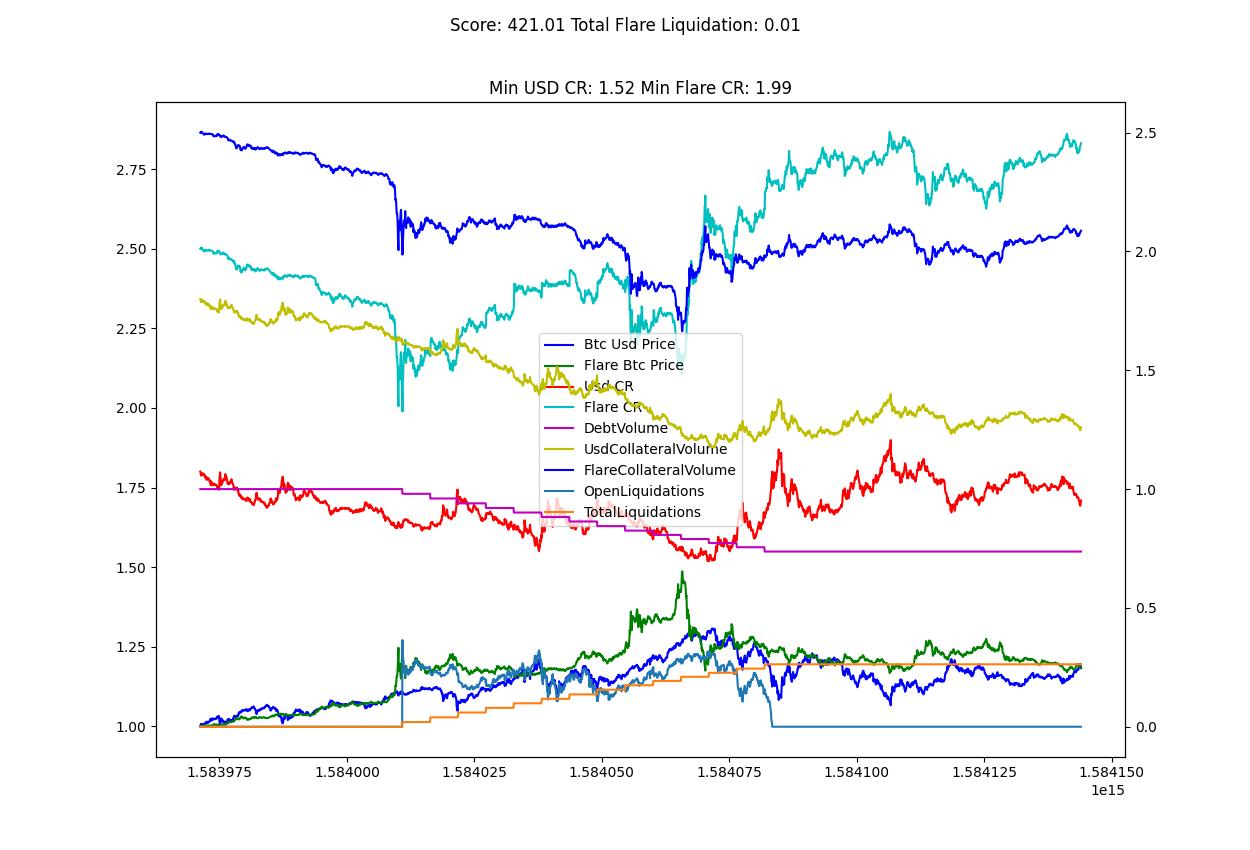 Score: 421.01 Total Flare Liquidation: 0.01
Min USD CR: 1.52 Min Flare CR: 1.99
2.75
2.50
2.25
2.00
1.75
1.50
1.25
1.00
2.5
2.0
1.5
1.0
0.5
0.0
Btc Usd Price
Flare Btc Price
Usd CR
Flare CR
DebtVolume
UsdCollateralVolume
FlareCollateralVolume
OpenLiquidations
TotalLiquidations
1.583975 1.584000 1.584025 1.584050 1.584075 1.584100 1.584125 1.584150
1e15